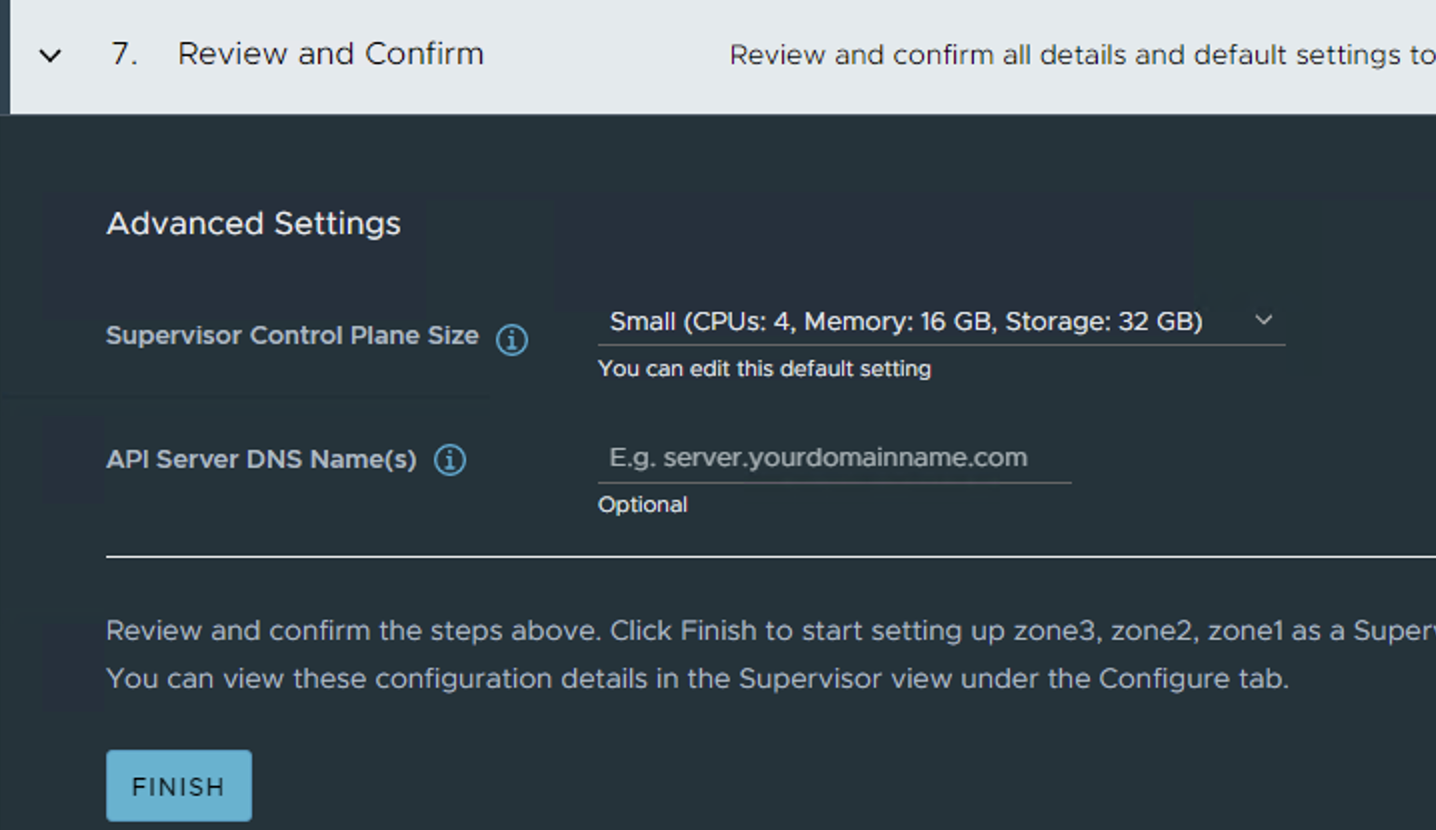 7. Review and Confirm
Review and confirm all details and default settings to
Advanced Settings
Supervisor Control Plane Size
Small (CPUs: 4, Memory: 16 GB, Storage: 32 GB)
You can edit this default setting
API Server DNS Name(s)
E.g. server.yourdomainname.com
Optional
Review and confirm the steps above. Click Finish to start setting up zone3, zone2, zone1 as a
You can view these configuration details in the Supervisor view under the Configure tab.
FINISH